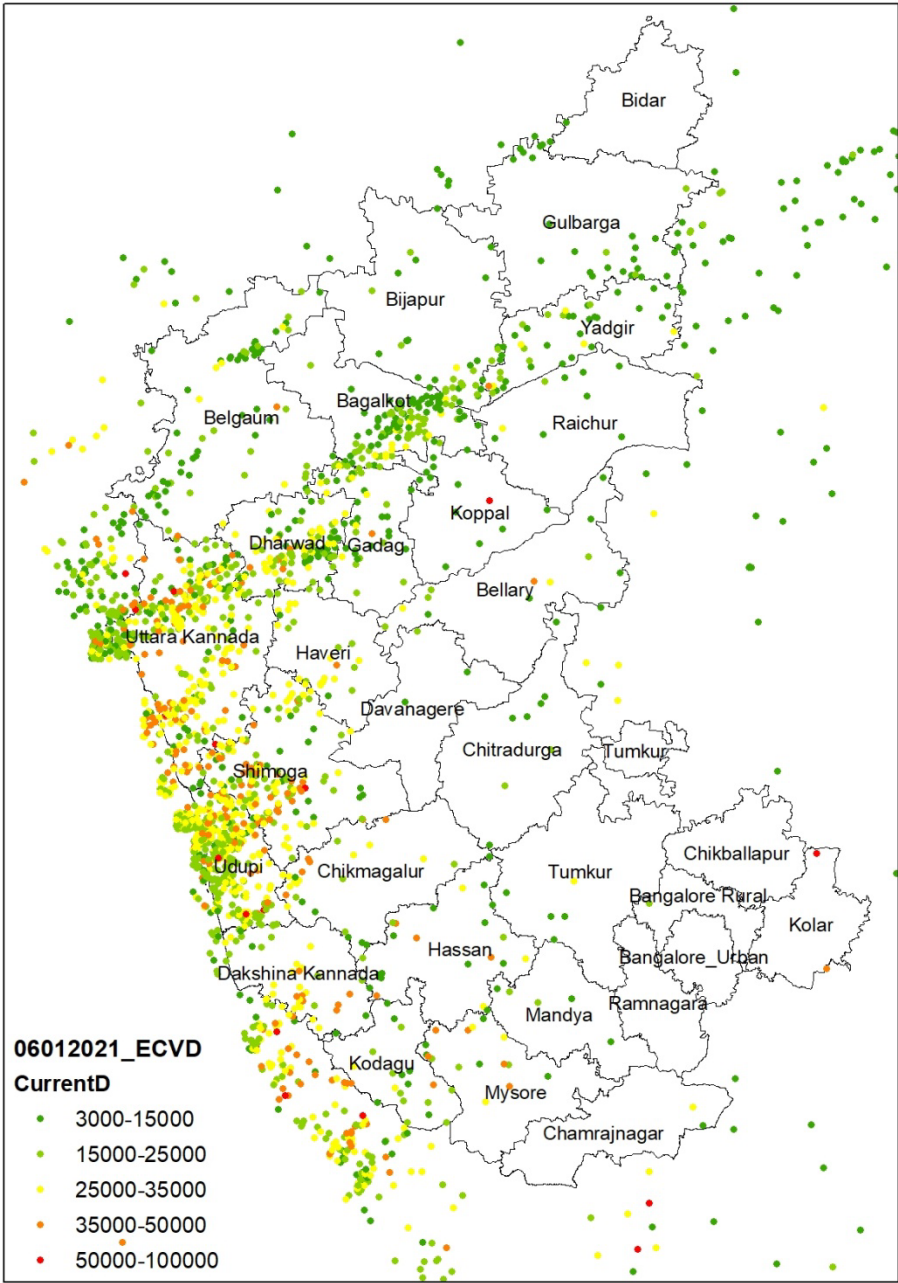 Bidar
Gulbarga
Bijapur
Yadgir
Bagalkot
Belgaum
Raichur
Koppal
Dharwad
Gadag
Bellary
Uttara Kannada
Haveri
Davanagere
Chitradurga
Tumkur
Shimoga
Chikballapur
Udupi
Chikmagalur
Tumkur
Bangalore Rural
Kolar
Hassan
Bangalore_Urban
Dakshina Kannada
Ramnagara
Mandya
Kodagu
Mysore
Chamrajnagar
06012021_ECVD
CurrentD
3000-15000
15000-25000
25000-35000
35000-50000
50000-100000